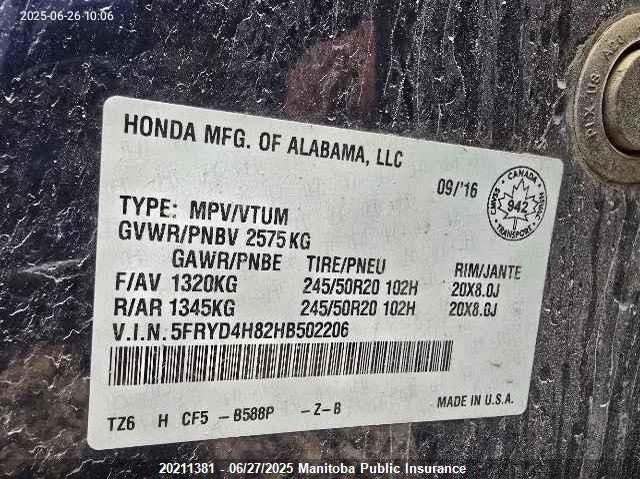 2025-06-26 10:06
HONDA MFG. OF ALABAMA, LLC
09/'16
CANADA
942
TRANSPORT
TYPE: MPV/VTUM
GVWR/PNBV 2575KG
GAWR/PNBE TIRE/PNEU RIM/JANTE
F/AV 1320KG 245/50R20 102H 20X8.0J
R/AR 1345KG 245/50R20 102H 20X8.0J
V.I.N. 5FRYD4H82HB502206
TZ6 H CF5 -B588P -Z-B
MADE IN U.S.A.
20211381 - 06/27/2025 Manitoba Public Insurance